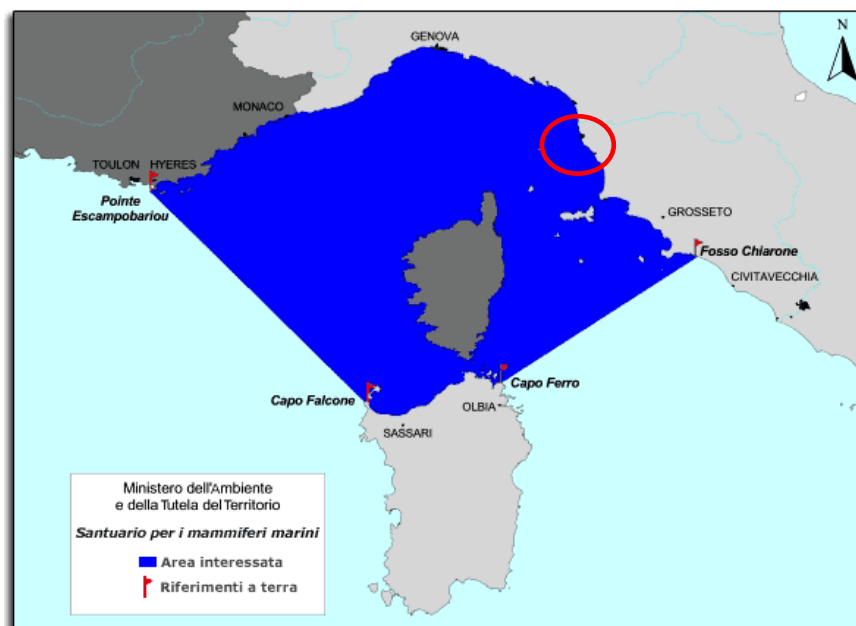 N
GENOVA
MONACO
TOULON HYERES
Pointe
Escampobariou
GROSSETO
Fosso Chiarone
CIVITAVECCHIA
Capo Ferro
Capo Falcone
OLBIA
SASSARI
Ministero dell'Ambiente
e della Tutela del Territorio
Santuario per i mammiferi marini
Area interessata
Riferimenti a terra